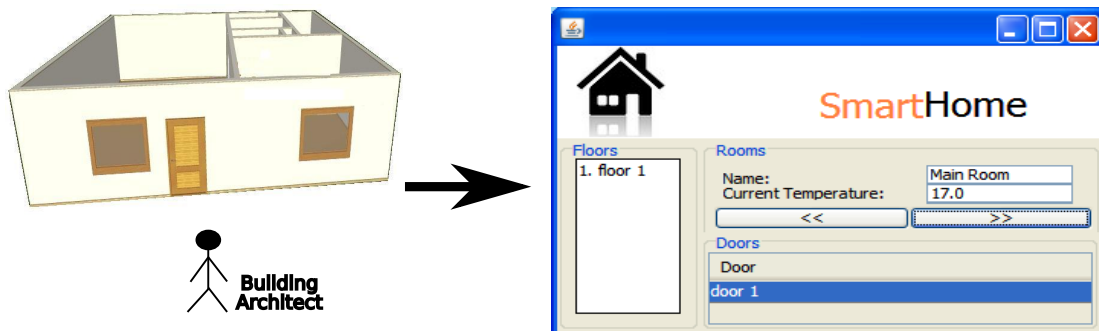 Building
Architect
SmartHome
Floors
1. floor 1
Rooms
Name:
Main Room
Current Temperature:
17.0
<<
>>
Doors
Door
door 1